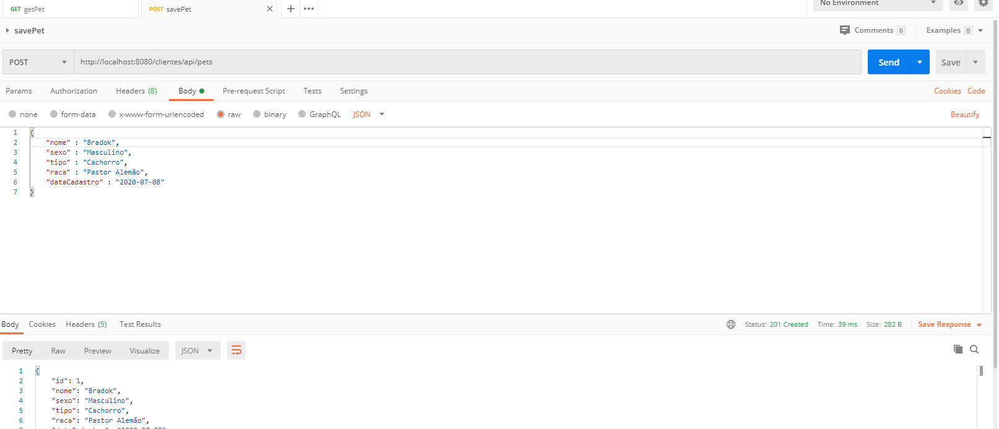 GET getPet
POST savePet
No Environment
savePet
Comments 0
Examples 0
POST
http://localhost:8080/clientes/api/pets
Send
Save
Params Authorization Headers (8) Body Pre-request Script Tests Settings
Cookies Code
none form-data x-www-form-urlencoded raw binary GraphQL JSON
Beautify
1 {
2 "nome" : "Bradok",
3 "sexo" : "Masculino",
4 "tipo" : "Cachorro",
5 "raca" : "Pastor Alemão",
6 "dataCadastro" : "2020-07-08"
7 }
Body Cookies Headers (5) Test Results
Status: 201 Created Time: 39 ms Size: 282 B Save Response
Pretty Raw Preview Visualize JSON
1 {
2 "id": 1,
3 "nome": "Bradok",
4 "sexo": "Masculino",
5 "tipo": "Cachorro",
6 "raca": "Pastor Alemão",